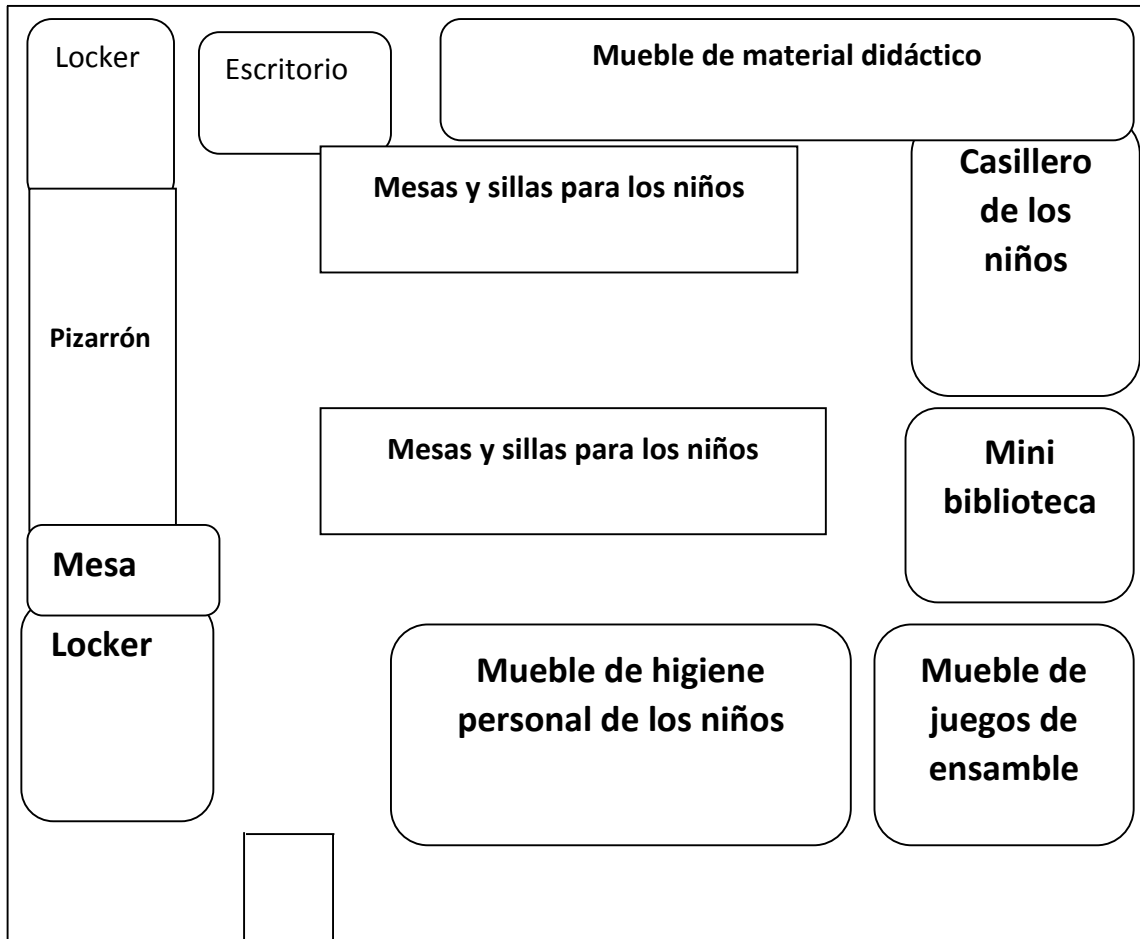 Locker
Escritorio
Mueble de material didáctico
Mesas y sillas para los niños
Casillero
de los
niños
Pizarrón
Mesas y sillas para los niños
Mini
biblioteca
Mesa
Locker
Mueble de higiene
personal de los niños
Mueble de
juegos de
ensamble